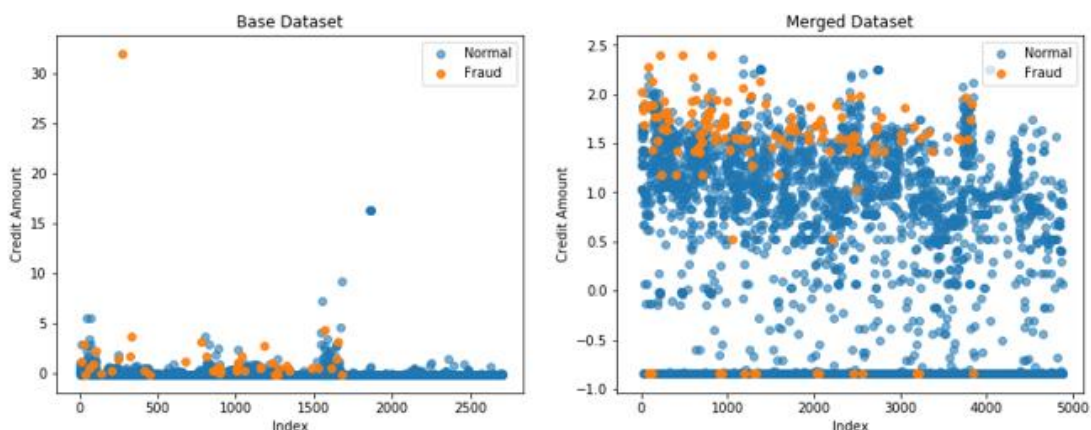 Base Dataset
Credit Amount
30
25
20
15
10
5
0
Normal
Fraud
0
500
1000
1500
2000
2500
Index
Merged Dataset
Credit Amount
2.5
2.0
1.5
1.0
0.5
0.0
−0.5
−1.0
Normal
Fraud
0
1000
2000
3000
4000
5000
Index